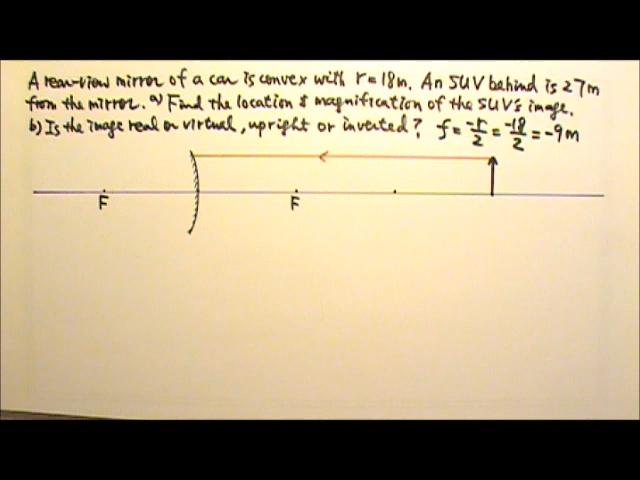 A rear-view mirror of a car is convex with r = 18m. An SUV behind is 27m
from the mirror. a) Find the location & magnification of the SUV's image.
b) Is the image real or virtual, upright or inverted? f = -r/2 = -18/2 = -9m
F F